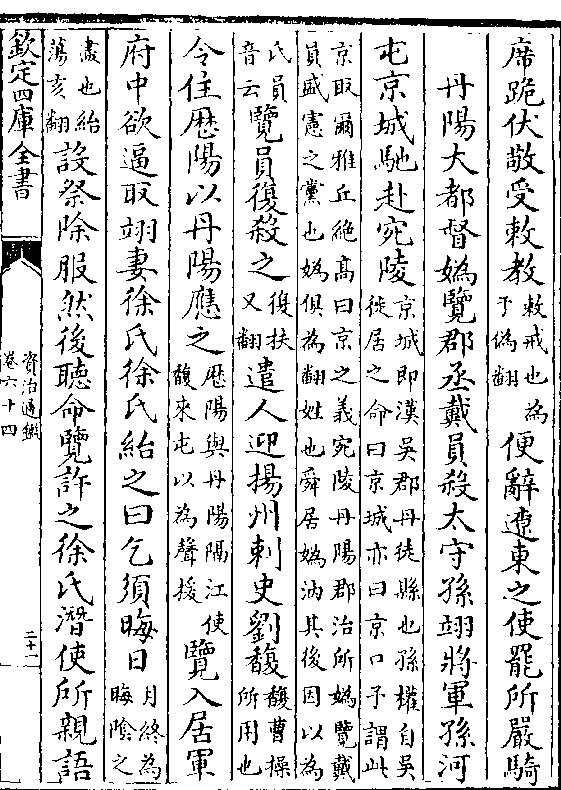 席跪伏敬受敕教敕戒也為于偽翻便辭遼東之使罷所嚴騎
丹陽大都督媯覽郡丞戴員殺太守孫翊將軍孫河
屯京城馳赴宛陵京城即漢吳郡丹徒縣也孫權自吳徙居之命曰京城亦曰京口予謂此
京取爾雅丘絶高曰京之義宛陵丹陽郡治所媯覽戴員盛憲之黨也媯俱為翻姓也舜居媯汭其後因以為
氏員音云覽員復殺之復扶又翻遣人迎揚州刺史劉馥馥曹操所用也
令住歴陽以丹陽應之歴陽與丹陽隔江使馥來屯以為聲援覽入居軍
府中欲逼取翊妻徐氏徐氏紿之曰乞須晦日月終為晦陰之
盡也紿蕩亥翻設祭除服然後聽命覽許之徐氏潛使所親語
欽定四庫全書
資治通鑑
卷六十四
二十一